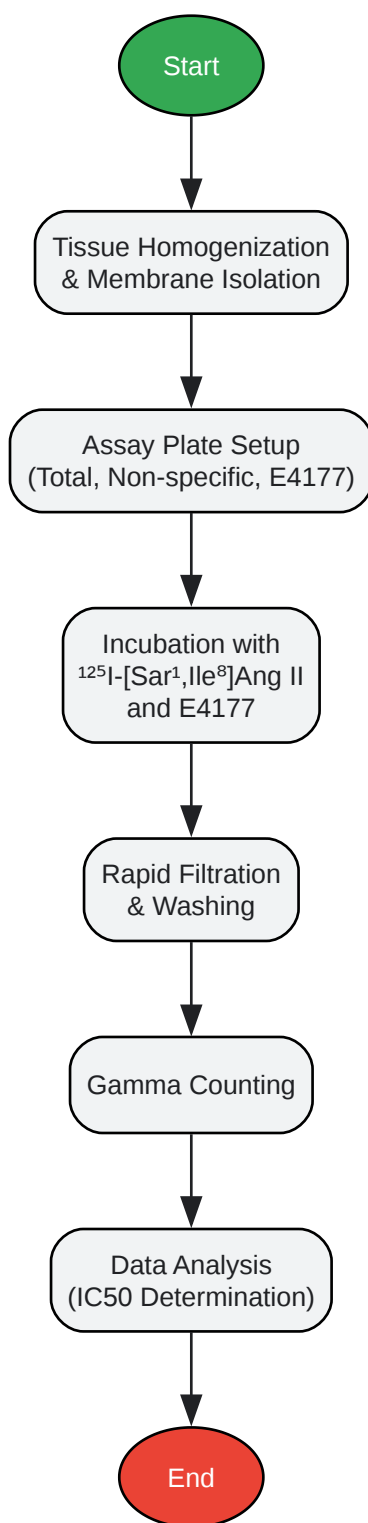 Start
Tissue Homogenization
& Membrane Isolation
Assay Plate Setup
(Total, Non-specific, E4177)
Incubation with
¹²⁵I-[Sar¹,Ile⁸]Ang II
and E4177
Rapid Filtration
& Washing
Gamma Counting
Data Analysis
(IC50 Determination)
End